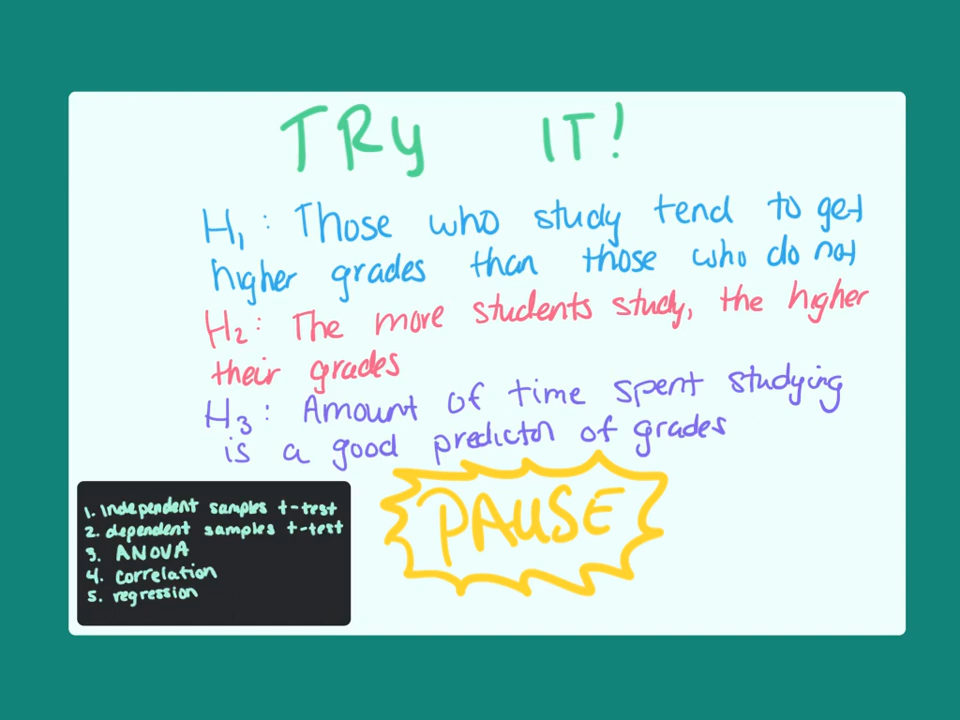 TRY IT!
H₁: Those who study tend to get
higher grades than those who do not
H₂: The more students study, the higher
their grades
H₃: Amount of time spent studying
is a good predictor of grades
PAUSE
1. independent samples t-test
2. dependent samples t-test
3. ANOVA
4. correlation
5. regression